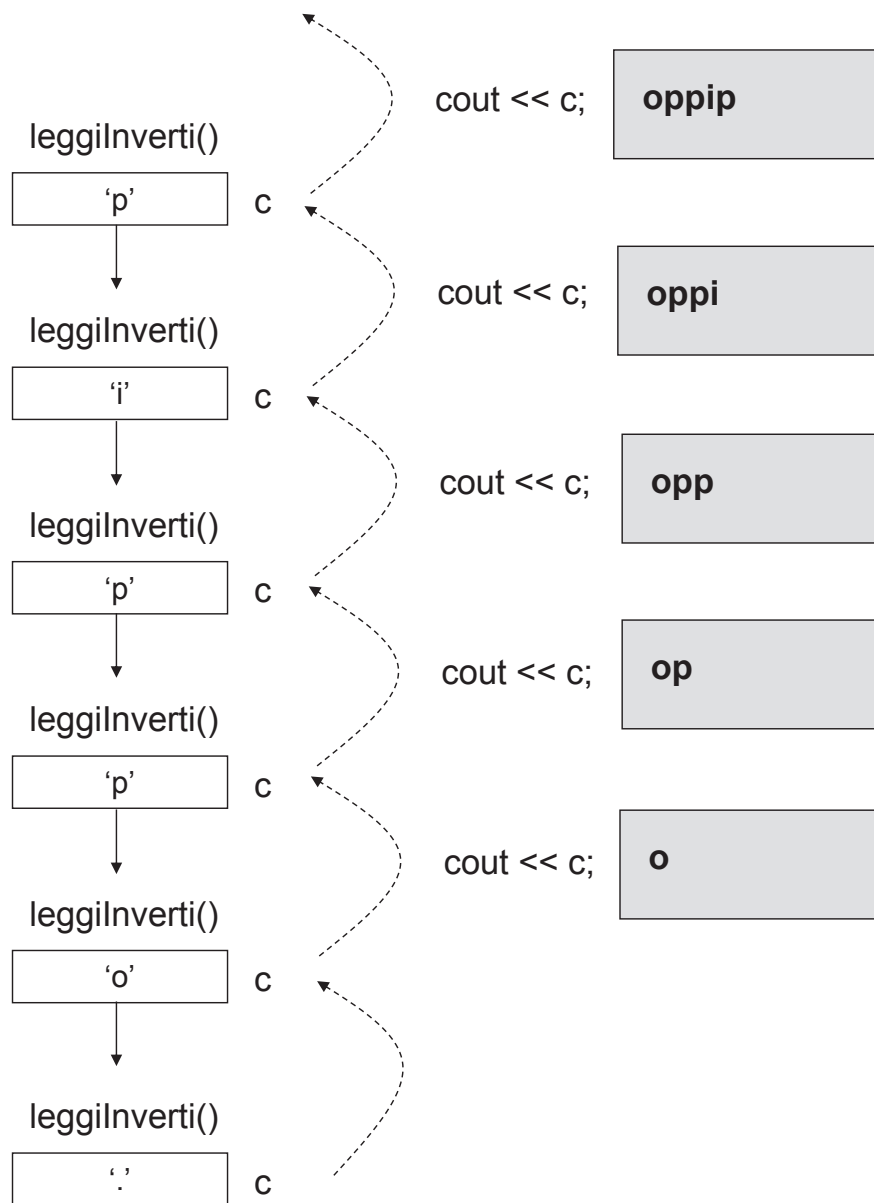 cout << c; oppip
leggiInverti()
‘p’ c
cout << c; oppi
leggiInverti()
‘i’ c
cout << c; opp
leggiInverti()
‘p’ c
cout << c; op
leggiInverti()
‘p’ c
cout << c; o
leggiInverti()
‘o’ c
leggiInverti()
‘.’ c